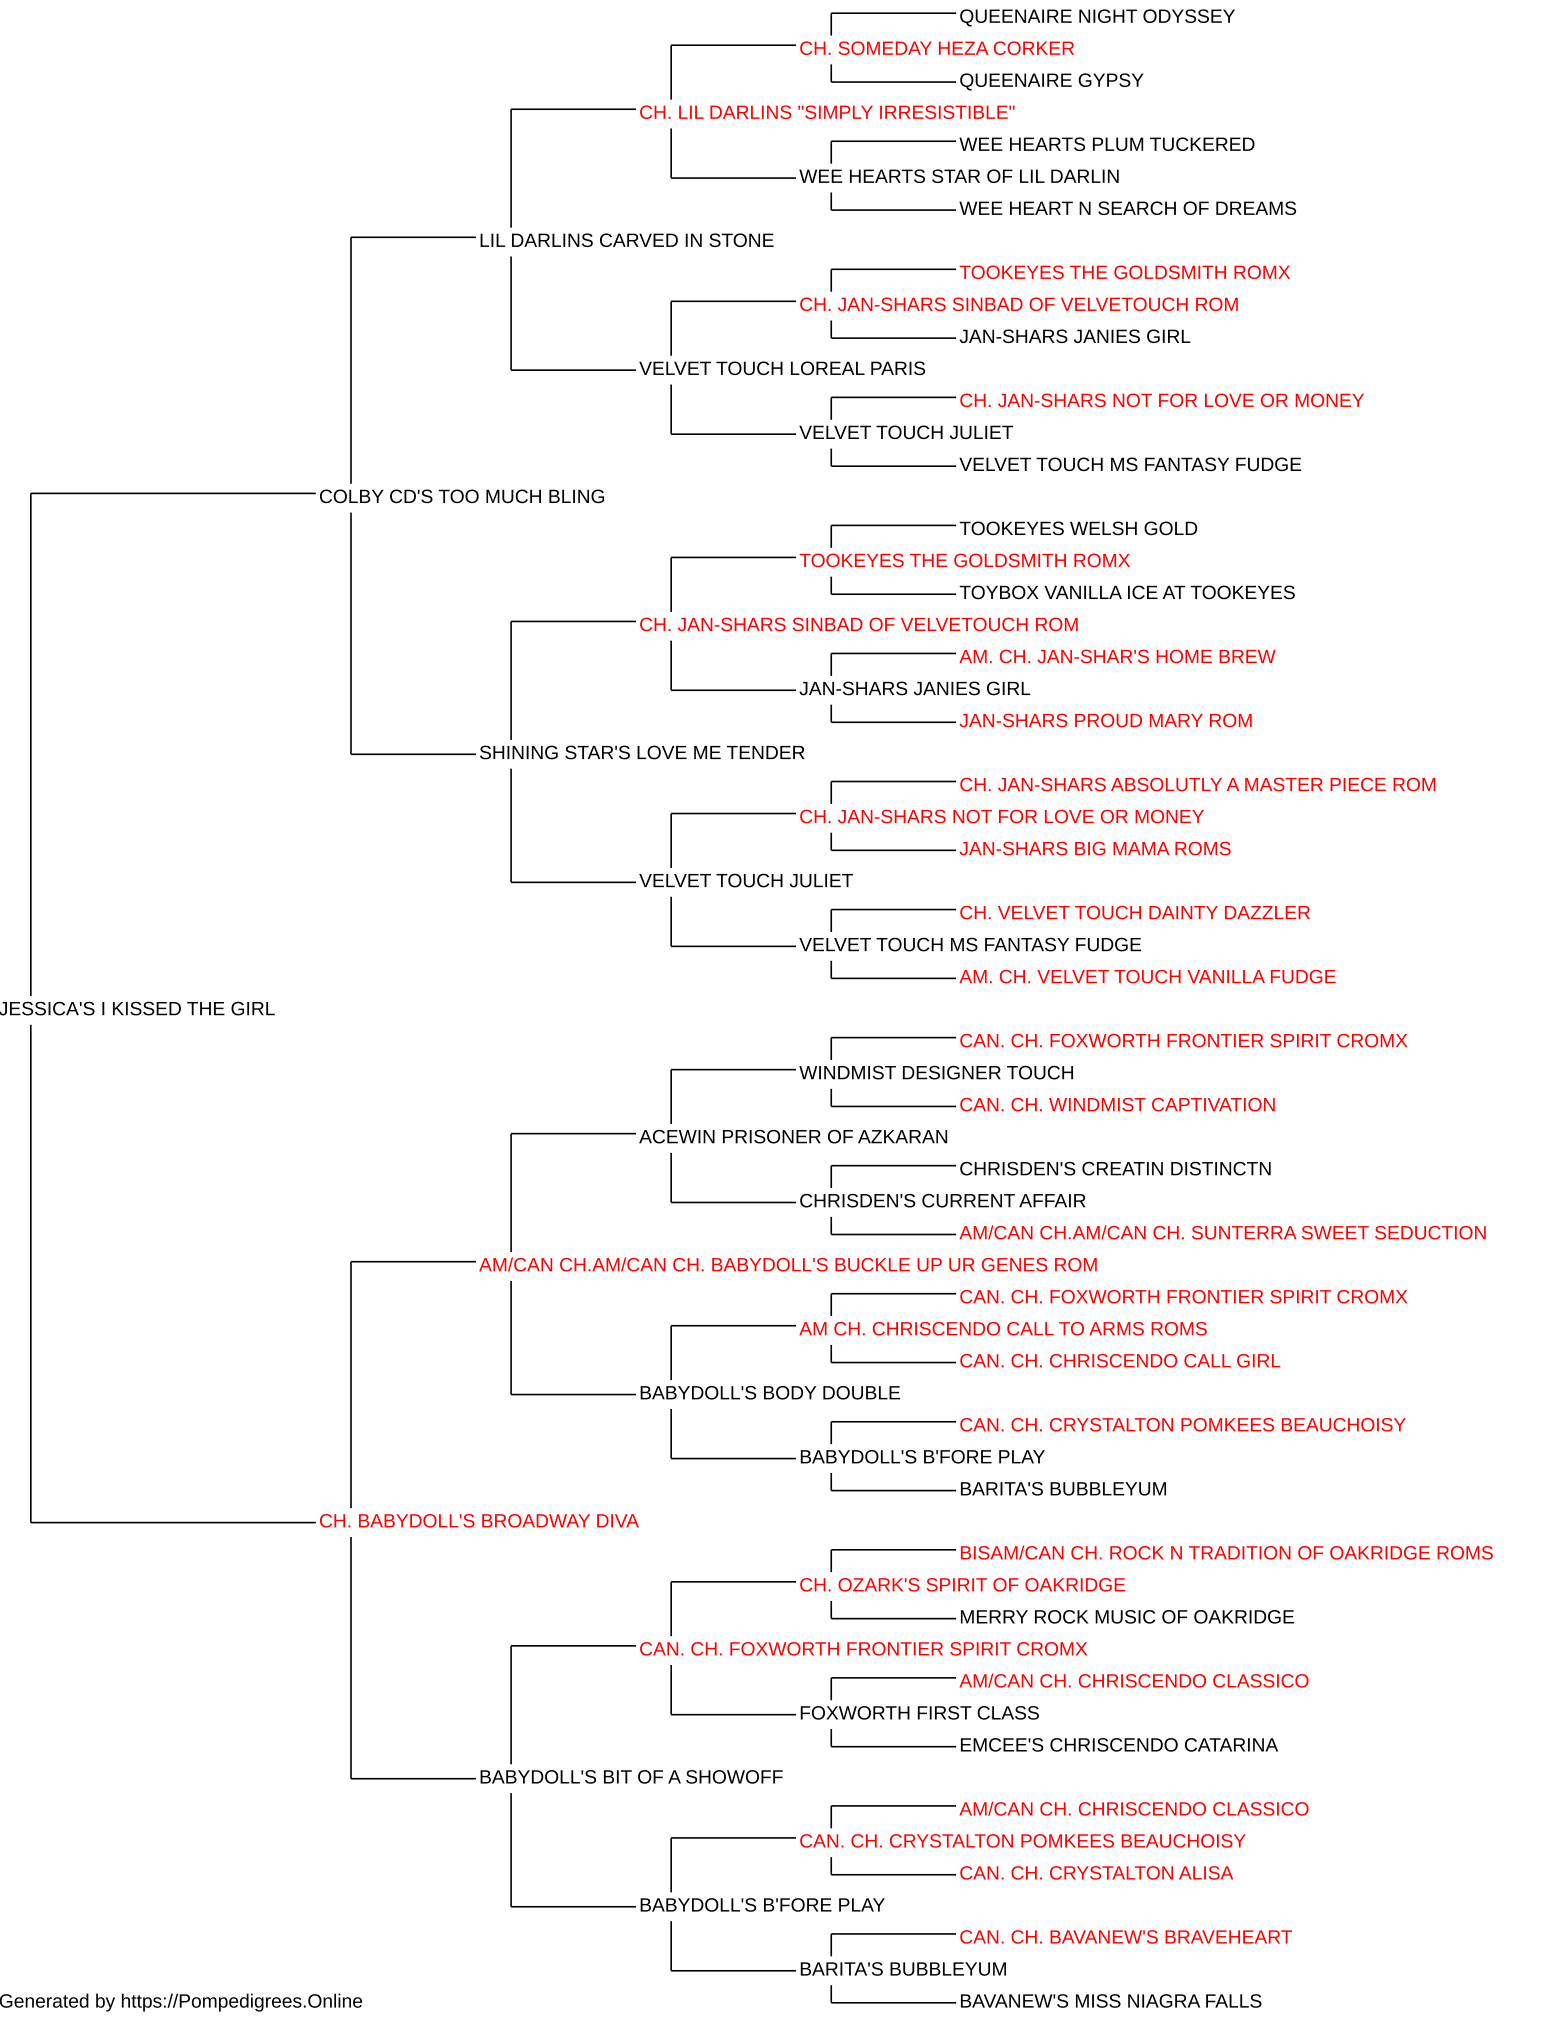 QUEENAIRE NIGHT ODYSSEY
CH. SOMEDAY HEZA CORKER
QUEENAIRE GYPSY
CH. LIL DARLINS "SIMPLY IRRESISTIBLE"
WEE HEARTS PLUM TUCKERED
WEE HEARTS STAR OF LIL DARLIN
WEE HEART N SEARCH OF DREAMS
LIL DARLINS CARVED IN STONE
TOOKEYES THE GOLDSMITH ROMX
CH. JAN-SHARS SINBAD OF VELVETOUCH ROM
JAN-SHARS JANIES GIRL
VELVET TOUCH LOREAL PARIS
CH. JAN-SHARS NOT FOR LOVE OR MONEY
VELVET TOUCH JULIET
VELVET TOUCH MS FANTASY FUDGE
COLBY CD'S TOO MUCH BLING
TOOKEYES WELSH GOLD
TOOKEYES THE GOLDSMITH ROMX
TOYBOX VANILLA ICE AT TOOKEYES
CH. JAN-SHARS SINBAD OF VELVETOUCH ROM
AM. CH. JAN-SHAR'S HOME BREW
JAN-SHARS JANIES GIRL
JAN-SHARS PROUD MARY ROM
SHINING STAR'S LOVE ME TENDER
CH. JAN-SHARS ABSOLUTLY A MASTER PIECE ROM
CH. JAN-SHARS NOT FOR LOVE OR MONEY
JAN-SHARS BIG MAMA ROMS
VELVET TOUCH JULIET
CH. VELVET TOUCH DAINTY DAZZLER
VELVET TOUCH MS FANTASY FUDGE
AM. CH. VELVET TOUCH VANILLA FUDGE
JESSICA'S I KISSED THE GIRL
CAN. CH. FOXWORTH FRONTIER SPIRIT CROMX
WINDMIST DESIGNER TOUCH
CAN. CH. WINDMIST CAPTIVATION
ACEWIN PRISONER OF AZKARAN
CHRISDEN'S CREATIN DISTINCTN
CHRISDEN'S CURRENT AFFAIR
AM/CAN CH.AM/CAN CH. SUNTERRA SWEET SEDUCTION
AM/CAN CH.AM/CAN CH. BABYDOLL'S BUCKLE UP UR GENES ROM
CAN. CH. FOXWORTH FRONTIER SPIRIT CROMX
AM CH. CHRISCENDO CALL TO ARMS ROMS
CAN. CH. CHRISCENDO CALL GIRL
BABYDOLL'S BODY DOUBLE
CAN. CH. CRYSTALTON POMKEES BEAUCHOISY
BABYDOLL'S B'FORE PLAY
BARITA'S BUBBLEYUM
CH. BABYDOLL'S BROADWAY DIVA
BISAM/CAN CH. ROCK N TRADITION OF OAKRIDGE ROMS
CH. OZARK'S SPIRIT OF OAKRIDGE
MERRY ROCK MUSIC OF OAKRIDGE
CAN. CH. FOXWORTH FRONTIER SPIRIT CROMX
AM/CAN CH. CHRISCENDO CLASSICO
FOXWORTH FIRST CLASS
EMCEE'S CHRISCENDO CATARINA
BABYDOLL'S BIT OF A SHOWOFF
AM/CAN CH. CHRISCENDO CLASSICO
CAN. CH. CRYSTALTON POMKEES BEAUCHOISY
CAN. CH. CRYSTALTON ALISA
BABYDOLL'S B'FORE PLAY
CAN. CH. BAVANEW'S BRAVEHEART
BARITA'S BUBBLEYUM
BAVANEW'S MISS NIAGRA FALLS
Generated by https://Pompedigrees.Online